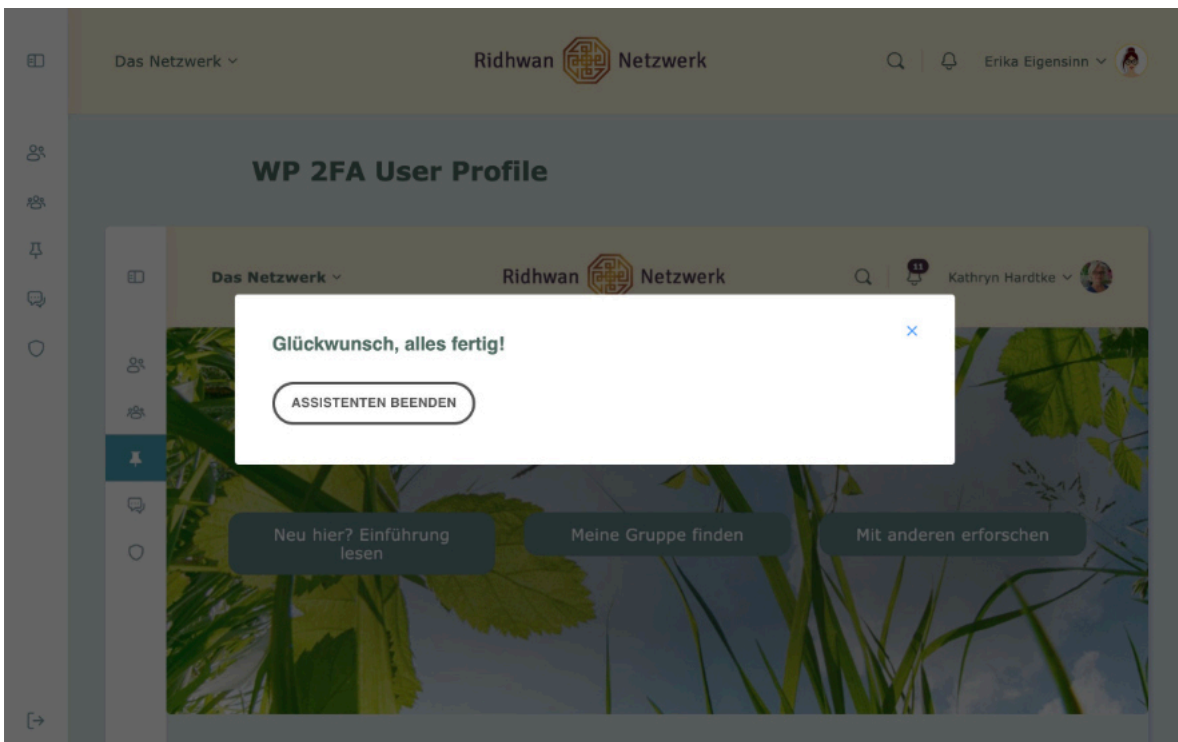 Das Netzwerk
Ridhwan Netzwerk
Erika Eigensinn
WP 2FA User Profile
Das Netzwerk
Ridhwan Netzwerk
11
Kathryn Hardtke
Glückwunsch, alles fertig!
ASSISTENTEN BEENDEN
Neu hier? Einführung
lesen
Meine Gruppe finden
Mit anderen erforschen